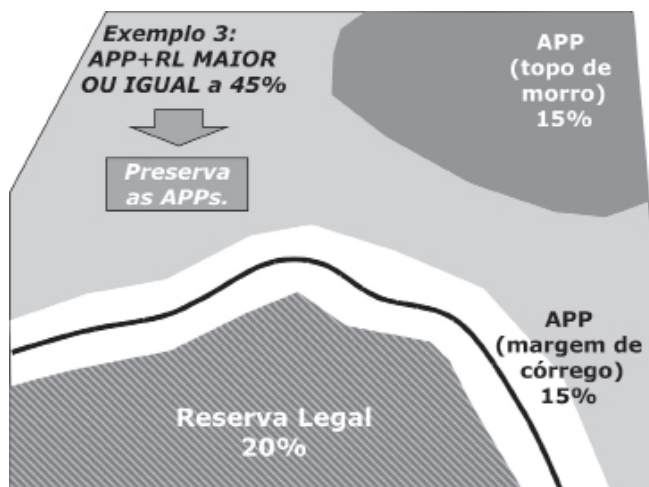 Exemplo 3:
APP+RL MAIOR
OU IGUAL a 45%
Preserva
as APPs.
APP
(topo de
morro)
15%
APP
(margem de
córrego)
15%
Reserva Legal
20%